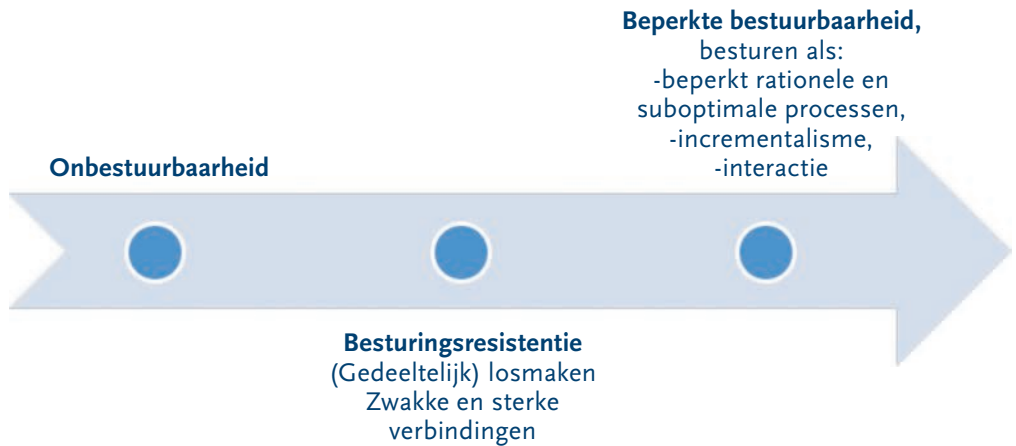 Onbestuurbaarheid
Besturingsresistentie
(Gedeeltelijk) losmaken
Zwakke en sterke
verbindingen
Beperkte bestuurbaarheid,
besturen als:
-beperkt rationele en
suboptimale processen,
-incrementalisme,
-interactie